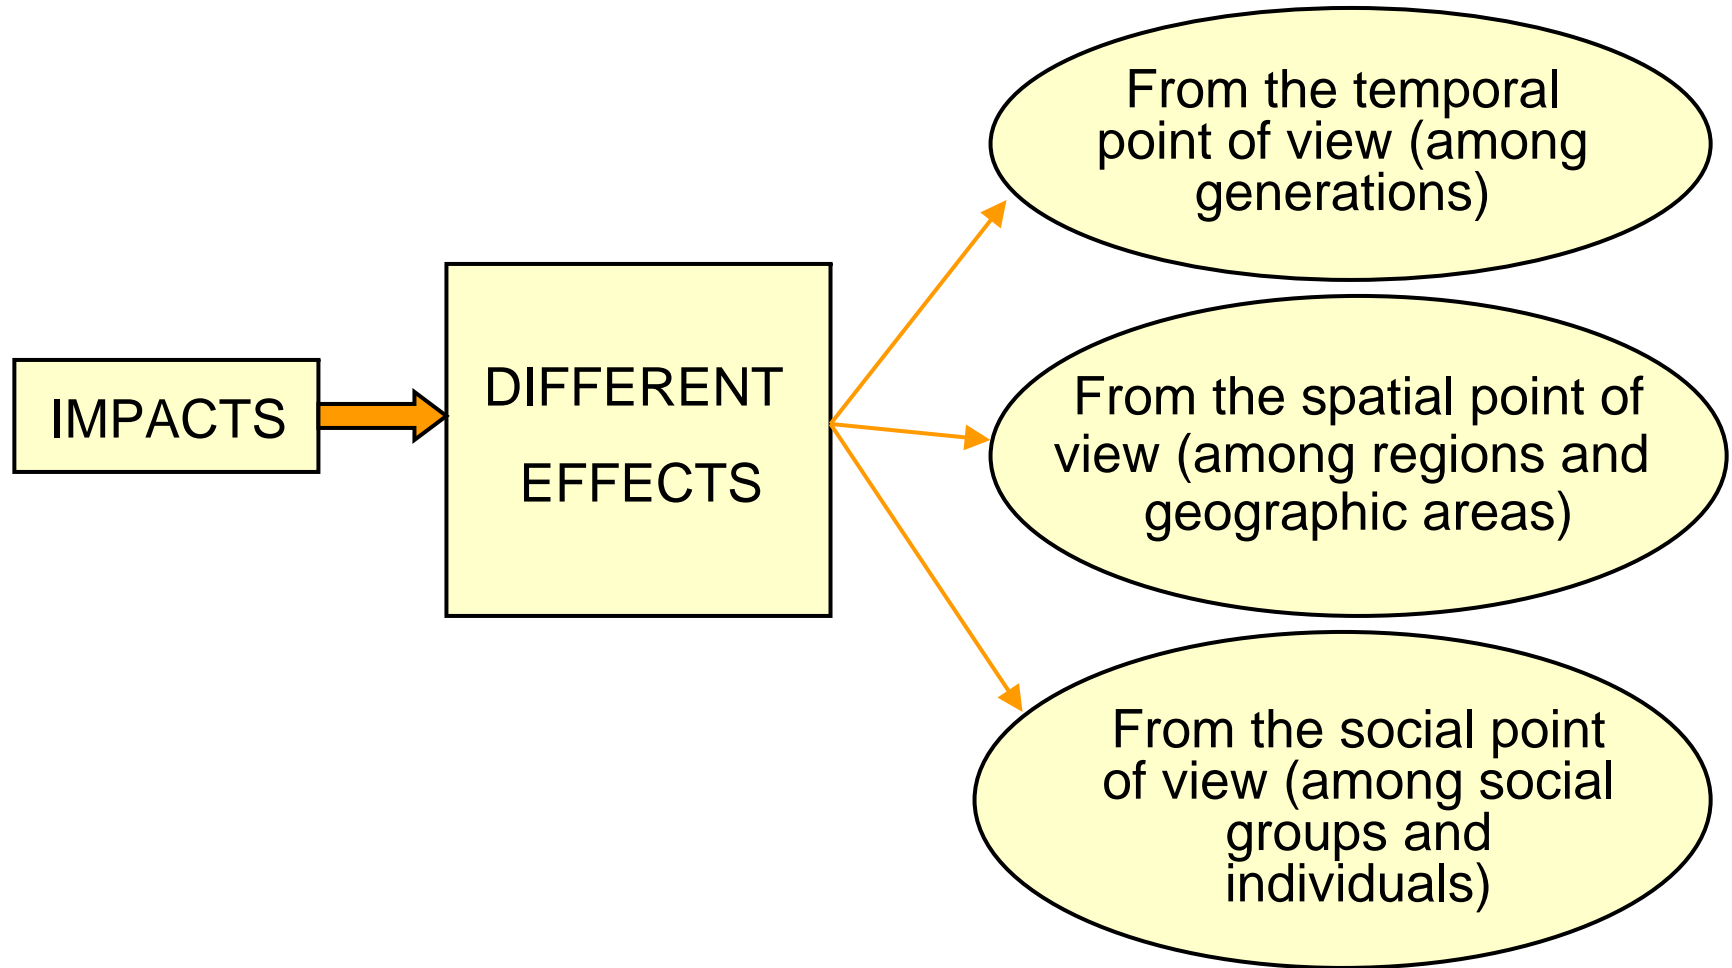 IMPACTS
DIFFERENT
EFFECTS
From the temporal
point of view (among
generations)
From the spatial point of
view (among regions and
geographic areas)
From the social point
of view (among social
groups and
individuals)